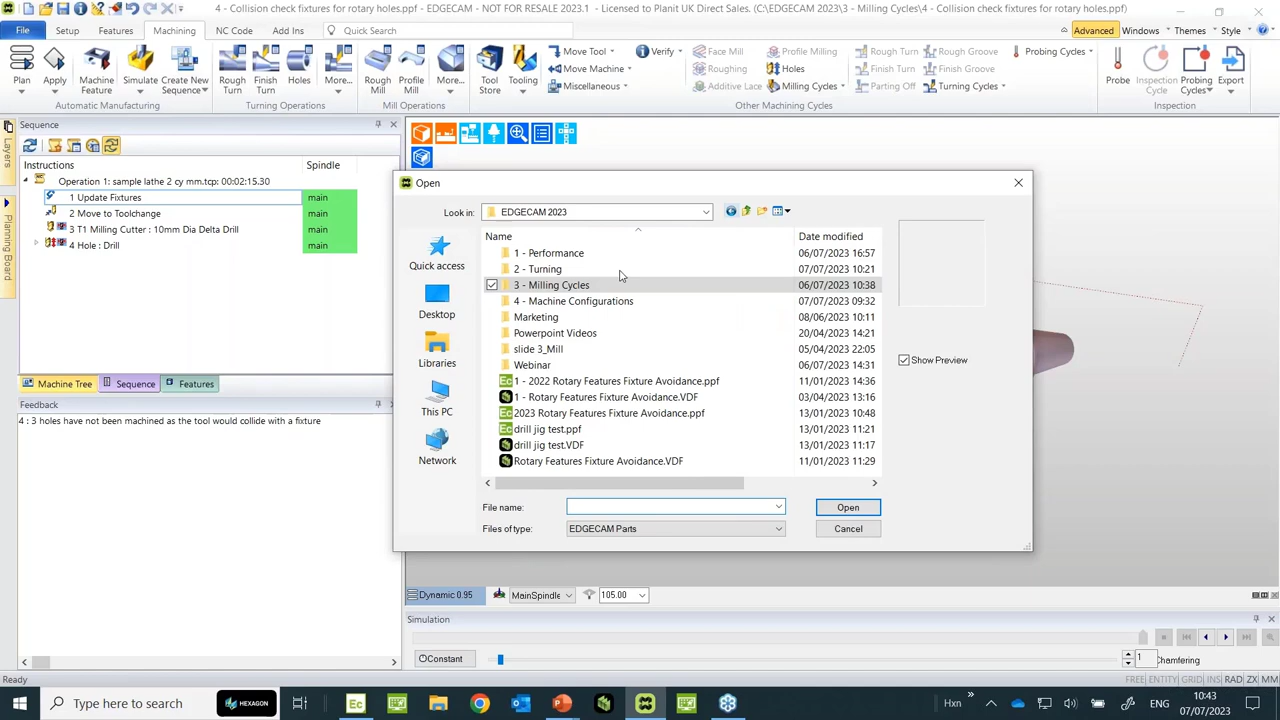 4 - Collision check fixtures for rotary holes.ppf - EDGECAM - NOT FOR RESALE 2023.1 - Licensed to Planit UK Direct Sales, (C:\EDGECAM 2023\3 - Milling Cycles\4 - Collision check fixtures for rotary holes.ppf)
File Setup Features Machining NC Code Add Ins Quick Search Advanced Windows Themes Style
Plan Apply Machine Feature Simulate Create New Sequence
Automatic Manufacturing
Rough Turn Finish Turn Holes More...
Turning Operations
Rough Mill Profile Mill More...
Mill Operations
Tool Store Tooling
Move Tool Move Machine Miscellaneous Verify
Face Mill Profile Milling Rough Turn Rough Groove
Roughing Holes Finish Turn Finish Groove
Additive Lace Milling Cycles Parting Off Turning Cycles
Other Machining Cycles
Probing Cycles Probe Inspection Cycle Probing Cycles Export
Inspection
Layers
Planning Board
Sequence
Instructions Spindle
Operation 1: sample lathe 2 cy mm.tcp: 00:02:15.30
1 Update Fixtures main
2 Move to Toolchange main
3 T1 Milling Cutter : 10mm Dia Delta Drill main
4 Hole : Drill main
Machine Tree Sequence Features
Feedback
4 : 3 holes have not been machined as the tool would collide with a fixture
Open
Look in: EDGECAM 2023
Quick access
Desktop
Libraries
This PC
Network
Name Date modified
1 - Performance 06/07/2023 16:57
2 - Turning 07/07/2023 10:21
3 - Milling Cycles 06/07/2023 10:38
4 - Machine Configurations 07/07/2023 09:32
Marketing 08/06/2023 10:11
Powerpoint Videos 20/04/2023 14:21
slide 3_Mill 05/04/2023 22:05
Webinar 06/07/2023 14:31
1 - 2022 Rotary Features Fixture Avoidance.ppf 11/01/2023 14:36
1 - Rotary Features Fixture Avoidance.VDF 03/04/2023 13:16
2023 Rotary Features Fixture Avoidance.ppf 13/01/2023 10:48
drill jig test.ppf 13/01/2023 11:21
drill jig test.VDF 13/01/2023 11:17
Rotary Features Fixture Avoidance.VDF 11/01/2023 11:29
Show Preview
File name: Open
Files of type: EDGECAM Parts Cancel
Dynamic 0.95 MainSpindle 105.00
Simulation
Constant 1 Chamfering
Ready FREE ENTITY GRID INS RAD ZX MM
Type here to search HEXAGON Hxn » ENG 10:43
07/07/2023